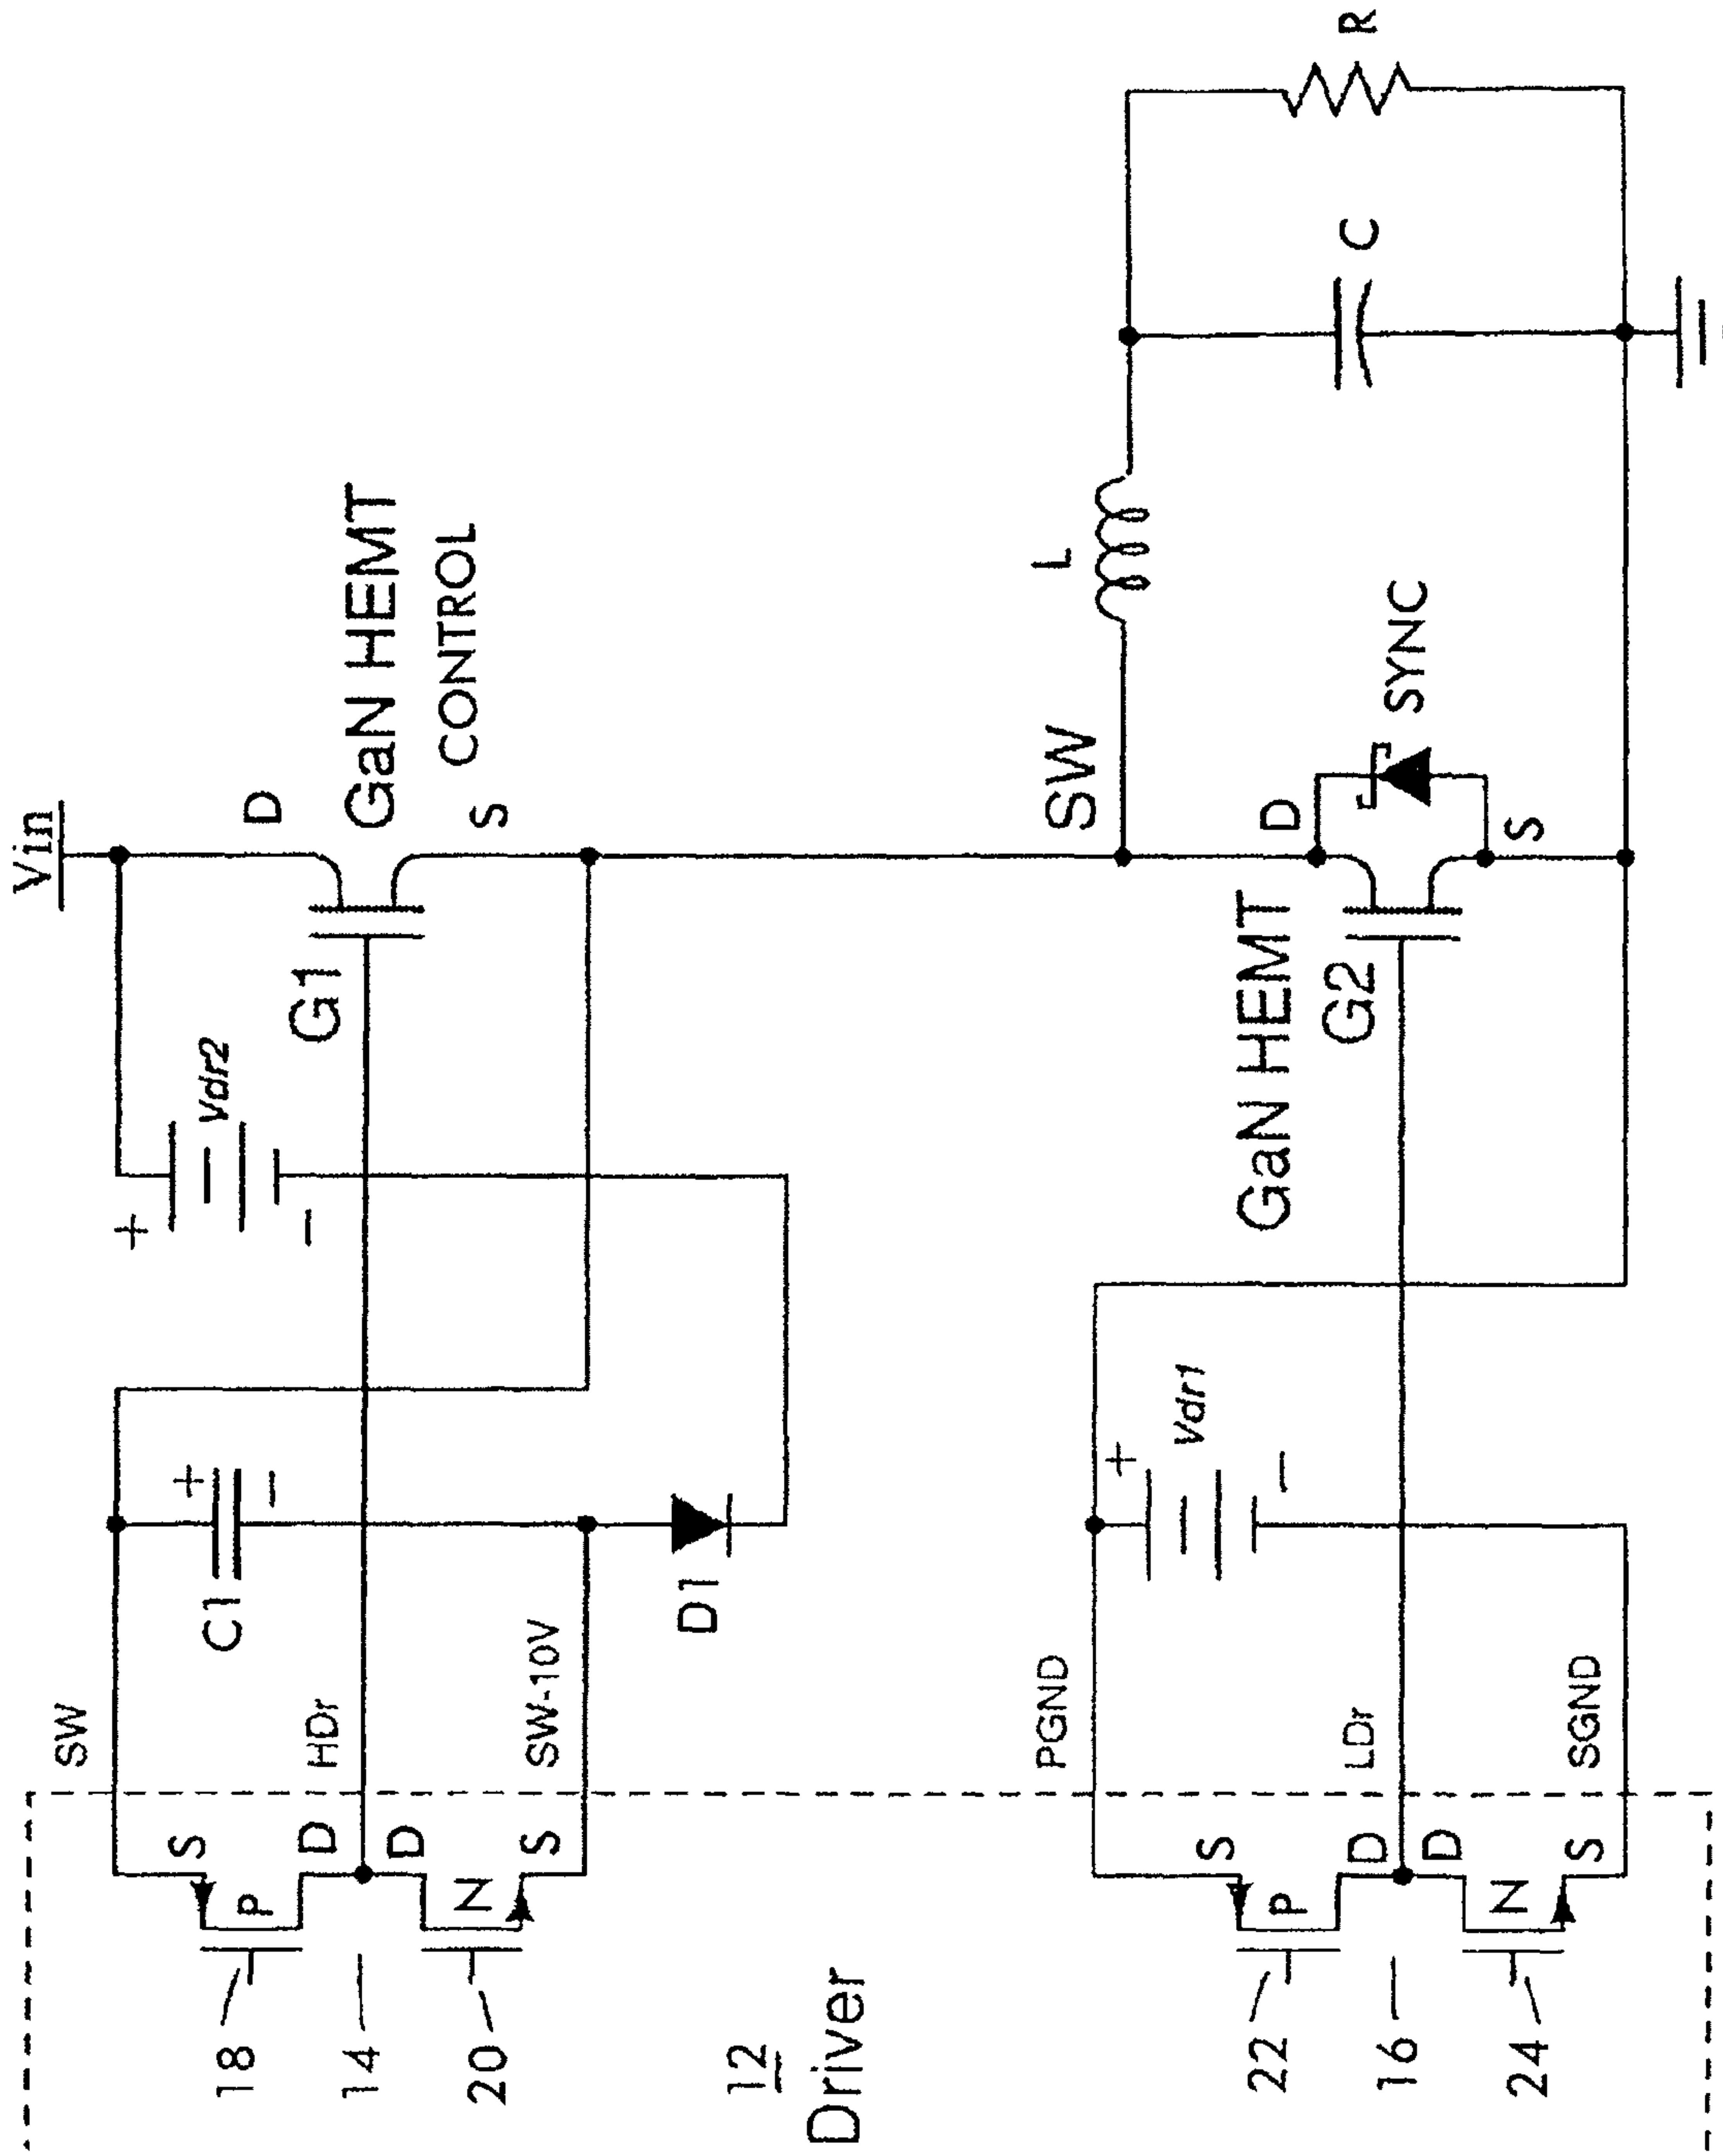 Vin
D
GaN HEMT
CONTROL
S
G1
+
Vdr2
−
SW
C1
+
−
HDr
SW-10V
D1
S
P
D
D
N
S
18
14
20
12
Driver
SW
L
C
R
D
SYNC
S
GaN HEMT
G2
+
Vdr1
−
PGND
LDr
SGND
S
P
D
D
N
S
22
16
24